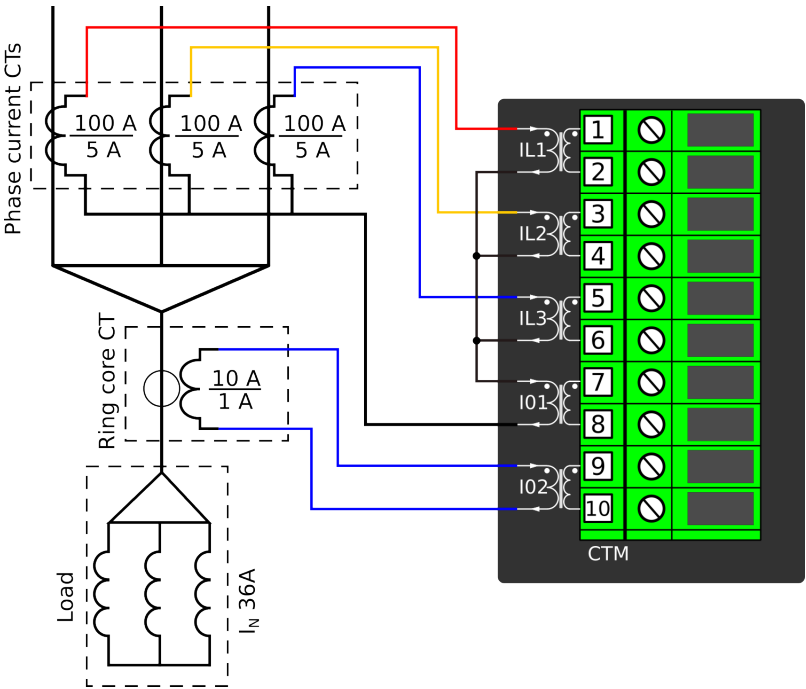 Phase current CTs
100 A
5 A
100 A
5 A
100 A
5 A
IL1
1
2
IL2
3
4
IL3
5
6
I01
7
8
I02
9
10
CTM
Ring core CT
10 A
1 A
Load
IN 36A